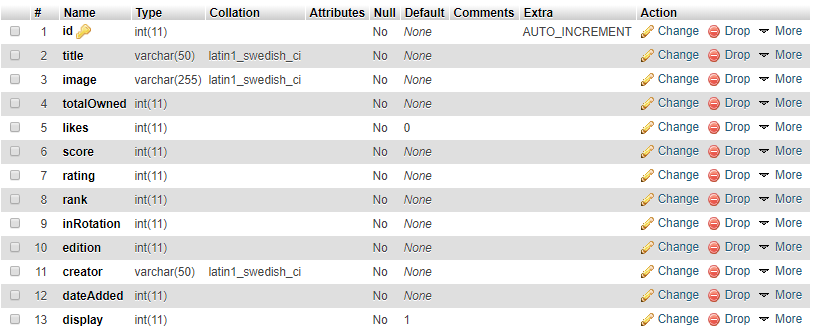 # Name Type Collation Attributes Null Default Comments Extra Action
1 id int(11) No None AUTO_INCREMENT Change Drop More
2 title varchar(50) latin1_swedish_ci No None Change Drop More
3 image varchar(255) latin1_swedish_ci No None Change Drop More
4 totalOwned int(11) No None Change Drop More
5 likes int(11) No 0 Change Drop More
6 score int(11) No None Change Drop More
7 rating int(11) No None Change Drop More
8 rank int(11) No None Change Drop More
9 inRotation int(11) No None Change Drop More
10 edition int(11) No None Change Drop More
11 creator varchar(50) latin1_swedish_ci No None Change Drop More
12 dateAdded int(11) No None Change Drop More
13 display int(11) No 1 Change Drop More